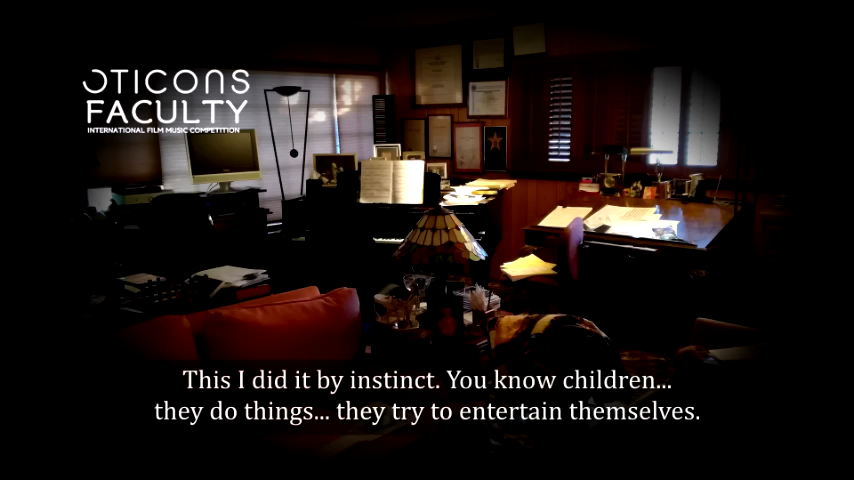 OTICONS
FACULTY
INTERNATIONAL FILM MUSIC COMPETITION
This I did it by instinct. You know children...
they do things... they try to entertain themselves.